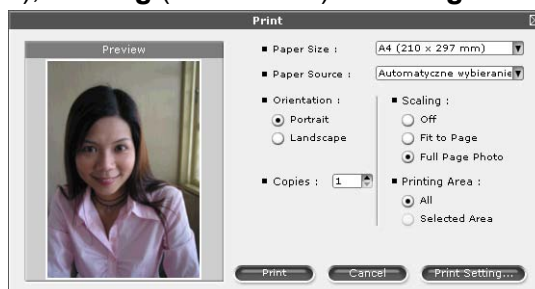 Print
Preview
Paper Size :
A4 (210 x 297 mm)
Paper Source :
Automatyczne wybieranie
Orientation :
Portrait
Landscape
Scaling :
Off
Fit to Page
Full Page Photo
Copies : 1
Printing Area :
All
Selected Area
Print
Cancel
Print Setting...